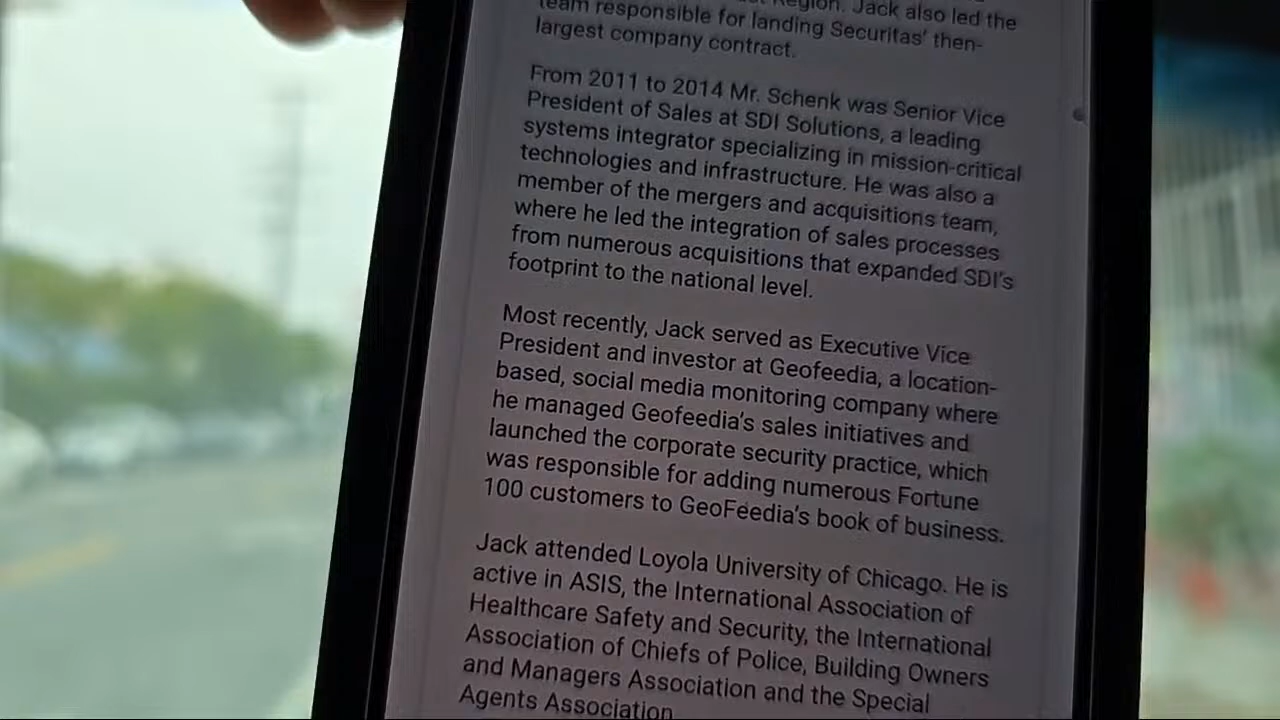 Region. Jack also led the
team responsible for landing Securitas' then-
largest company contract.
From 2011 to 2014 Mr. Schenk was Senior Vice
President of Sales at SDI Solutions, a leading
systems integrator specializing in mission-critical
technologies and infrastructure. He was also a
member of the mergers and acquisitions team,
where he led the integration of sales processes
from numerous acquisitions that expanded SDI's
footprint to the national level.
Most recently, Jack served as Executive Vice
President and investor at Geofeedia, a location-
based, social media monitoring company where
he managed Geofeedia's sales initiatives and
launched the corporate security practice, which
was responsible for adding numerous Fortune
100 customers to GeoFeedia's book of business.
Jack attended Loyola University of Chicago. He is
active in ASIS, the International Association of
Healthcare Safety and Security, the International
Association of Chiefs of Police, Building Owners
and Managers Association and the Special
Agents Association